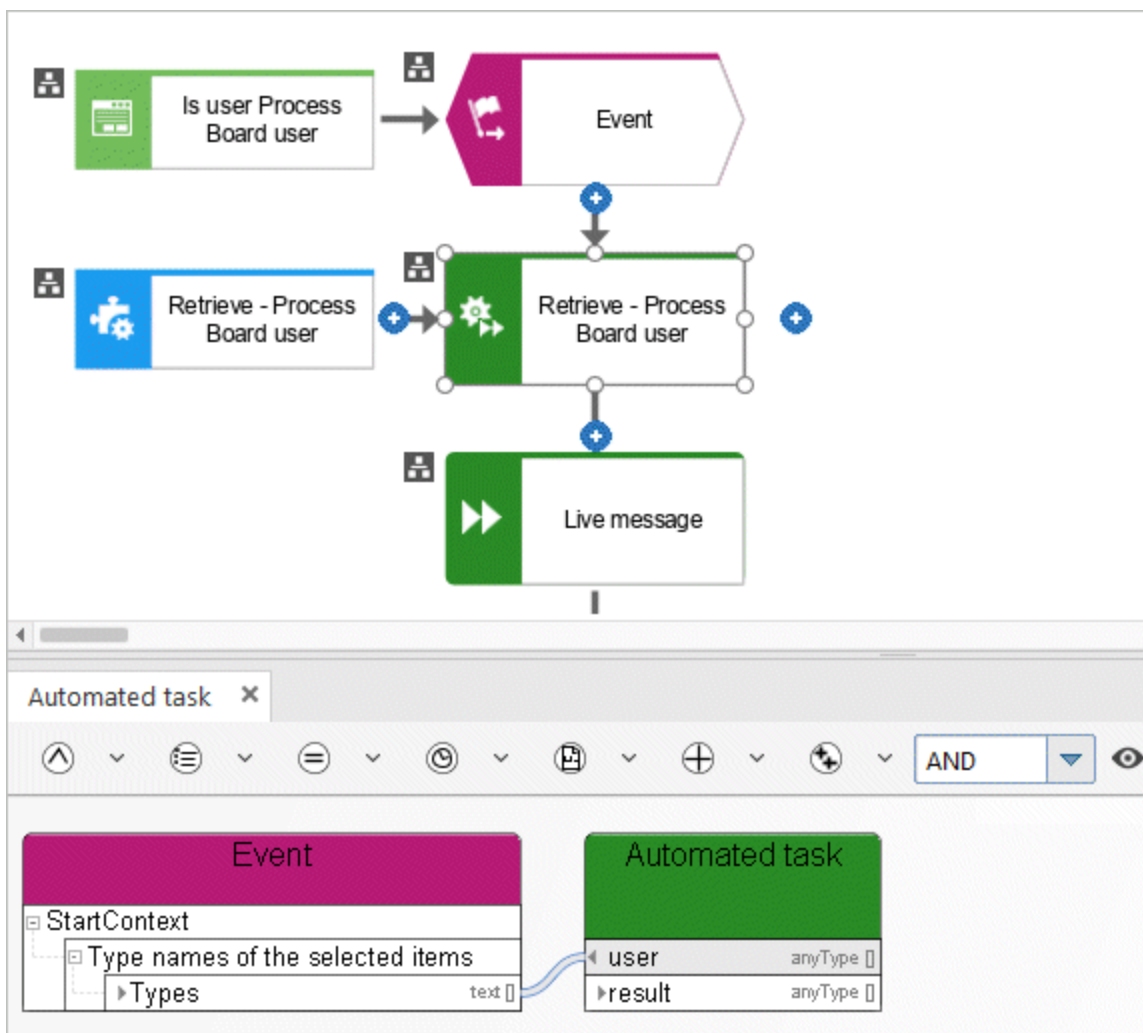 Is user Process
Board user
Event
Retrieve - Process
Board user
Retrieve - Process
Board user
Live message
Automated task
AND
Event
Automated task
StartContext
Type names of the selected items
user anyType []
Types text []
result anyType []